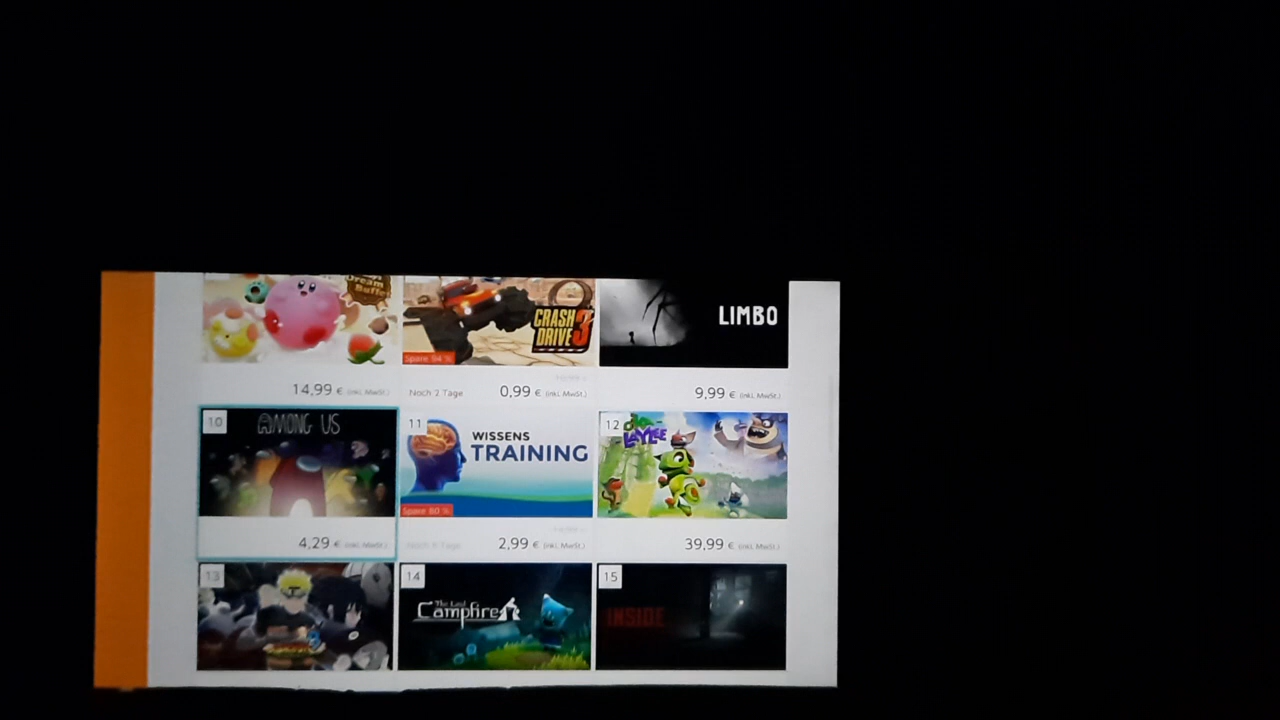 Dream
Buffet
CRASH
DRIVE 3
Spare 94 %
LIMBO
14,99 € (inkl. MwSt.)
Noch 2 Tage
0,99 € (inkl. MwSt.)
9,99 € (inkl. MwSt.)
10
AMONG US
11
WISSENS
TRAINING
Spare 80 %
12
LAYLEE
4,29 € (inkl. MwSt.)
2,99 € (inkl. MwSt.)
39,99 € (inkl. MwSt.)
13
14
The Last
Campfire
15
INSIDE